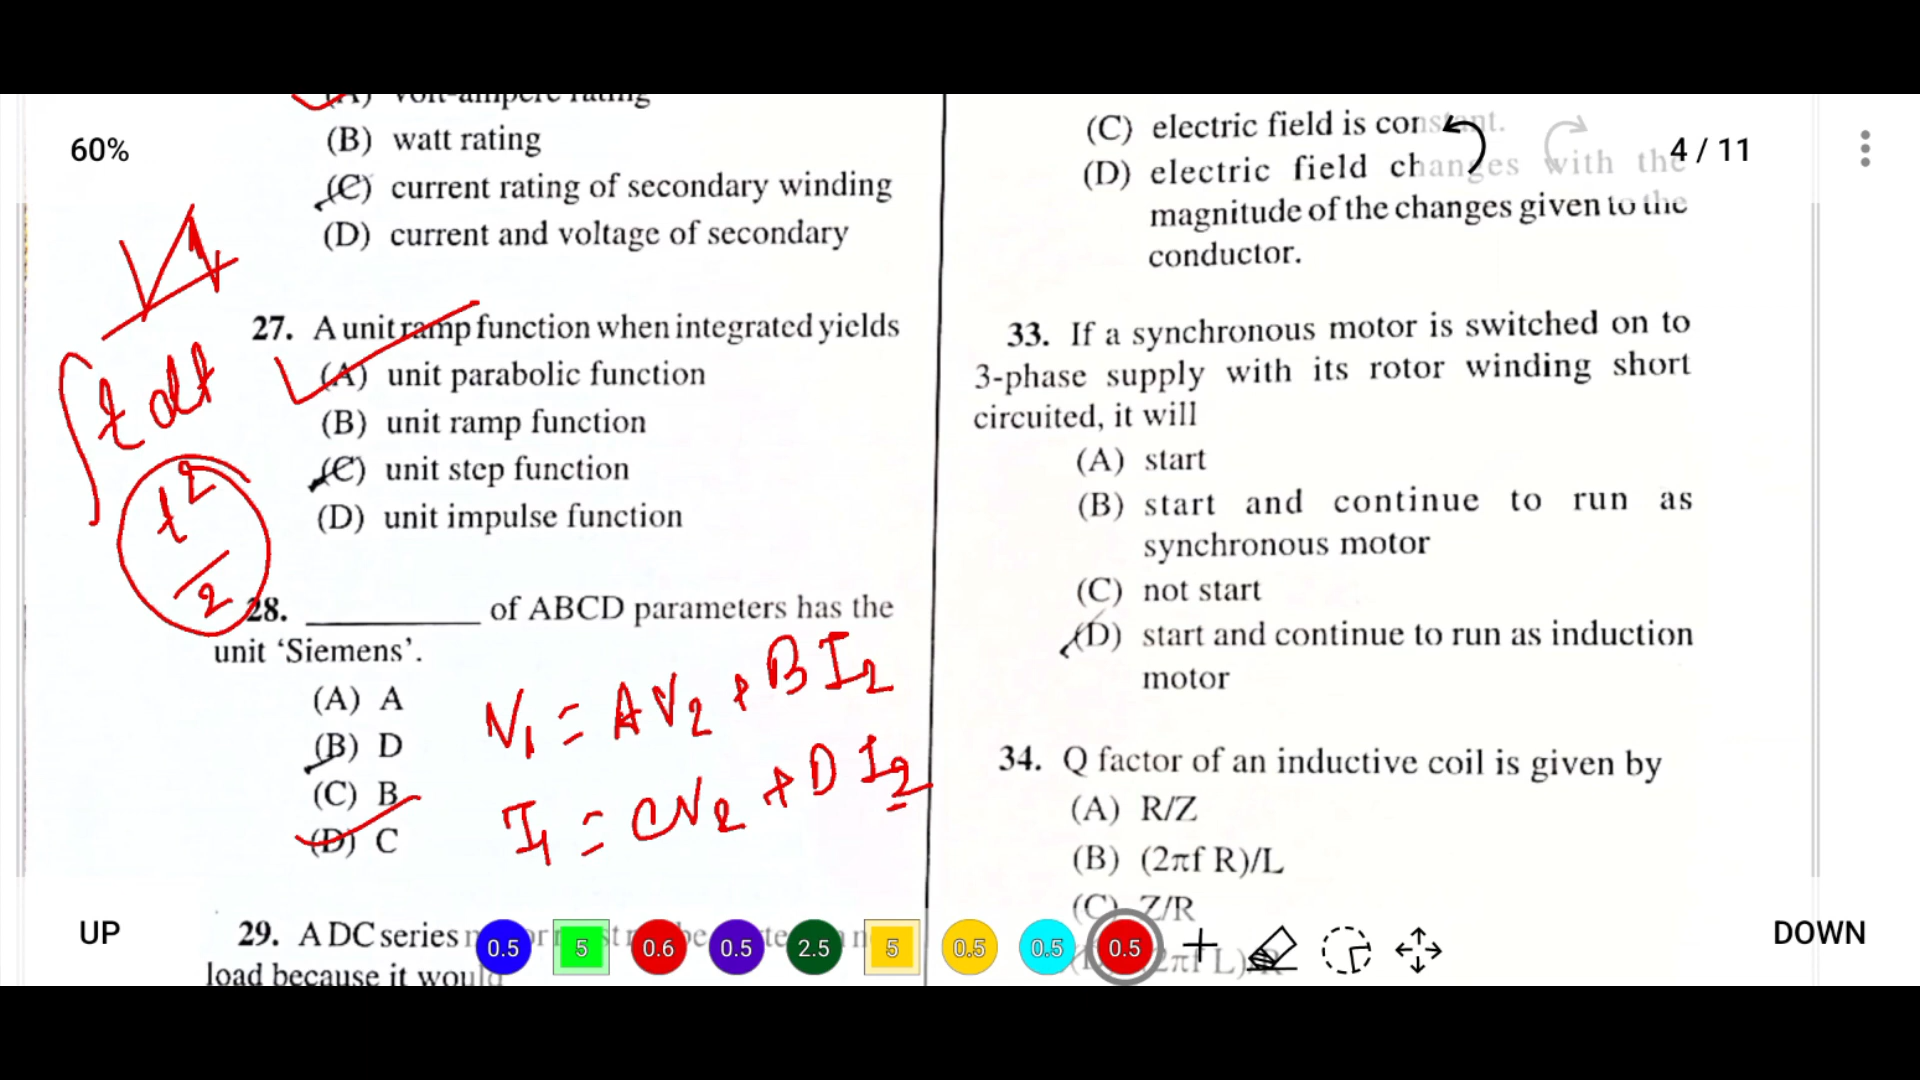 (A) volt-ampere rating
(B) watt rating
(C) current rating of secondary winding
(D) current and voltage of secondary
27. A unit ramp function when integrated yields
(A) unit parabolic function
(B) unit ramp function
(C) unit step function
(D) unit impulse function
28. __________ of ABCD parameters has the
unit ‘Siemens’.
(A) A
(B) D
(C) B
(D) C
29. A DC series
load because it would
∫ t dt
t²
2
V1 = AV2 + BI2
I1 = CV2 + DI2
(C) electric field is constant.
(D) electric field changes with the
magnitude of the changes given to the
conductor.
33. If a synchronous motor is switched on to
3-phase supply with its rotor winding short
circuited, it will
(A) start
(B) start and continue to run as
synchronous motor
(C) not start
(D) start and continue to run as induction
motor
34. Q factor of an inductive coil is given by
(A) R/Z
(B) (2πf R)/L
(C) Z/R
60%
4 / 11
UP
0.5 5 0.6 0.5 2.5 5 0.5 0.5 0.5
DOWN